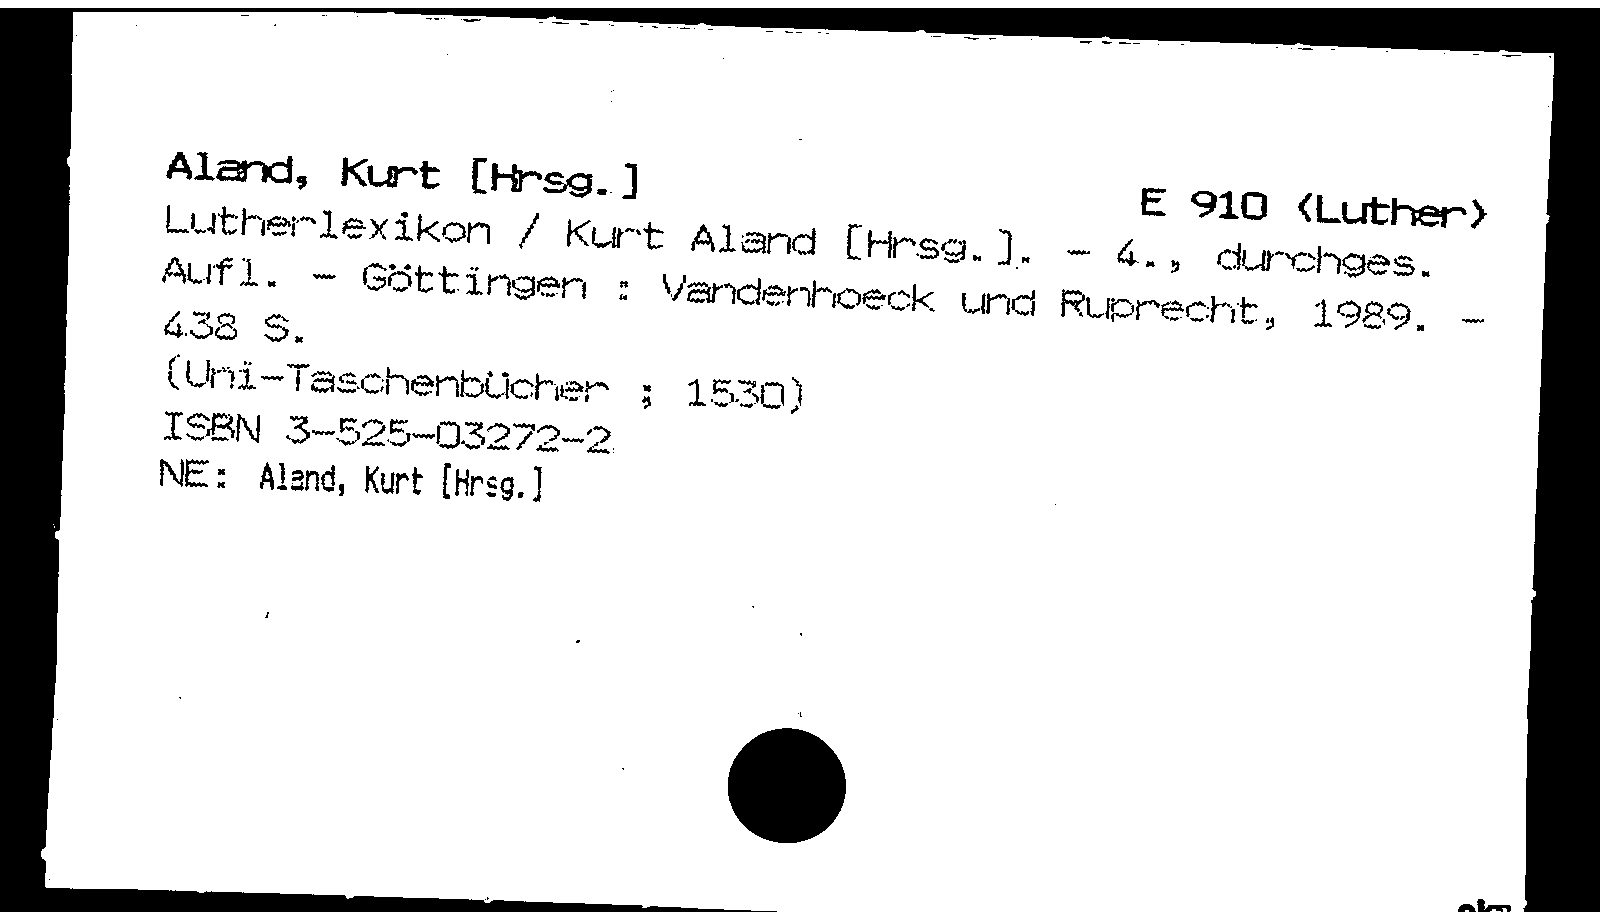 Aland, Kurt [Hrsg.]
E 910 (Luther)
Lutherlexikon / Kurt Aland [Hrsg.]. - 4., durchges.
Aufl. - Göttingen : Vandenhoeck und Ruprecht, 1989. -
438 S.
(Uni-Taschenbücher ; 1530)
ISBN 3-525-03272-2
NE: Aland, Kurt [Hrsg.]